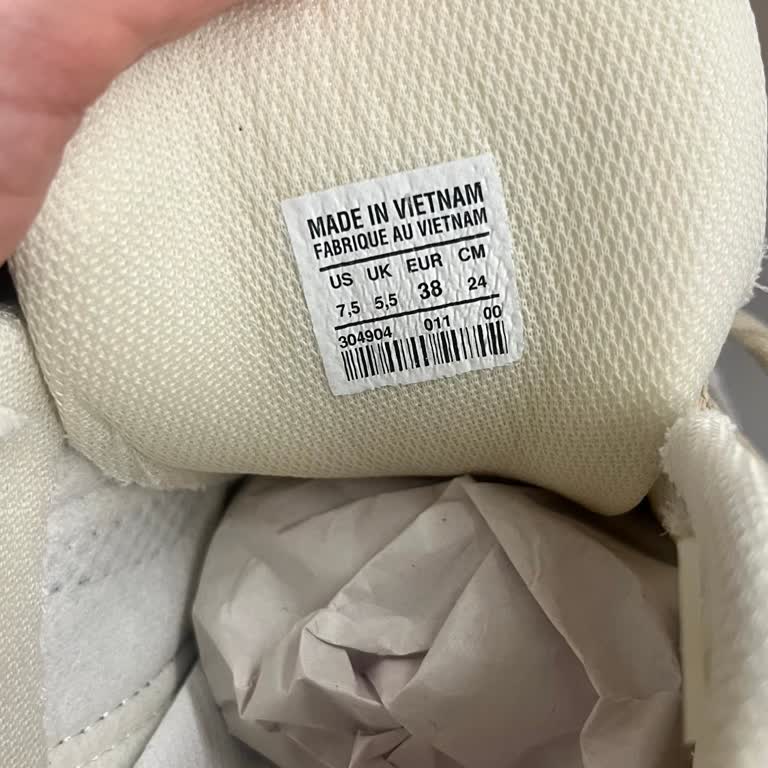 MADE IN VIETNAM
FABRIQUE AU VIETNAM
US UK EUR CM
7,5 5,5 38 24
304904 011 00